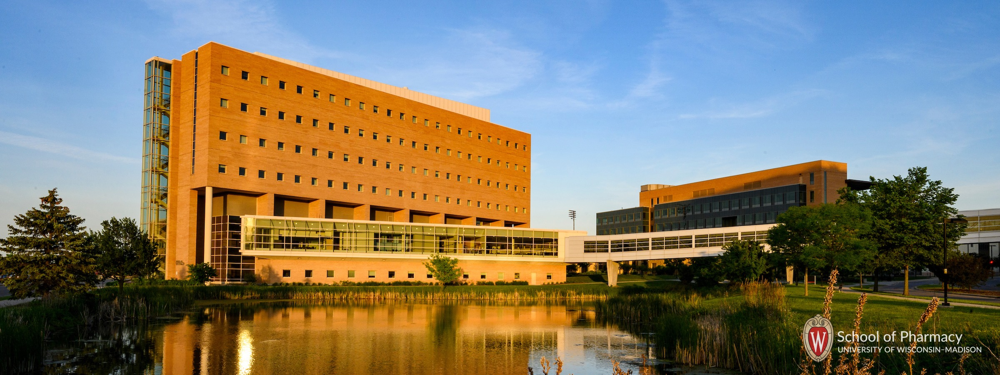 W
School of Pharmacy
UNIVERSITY OF WISCONSIN–MADISON